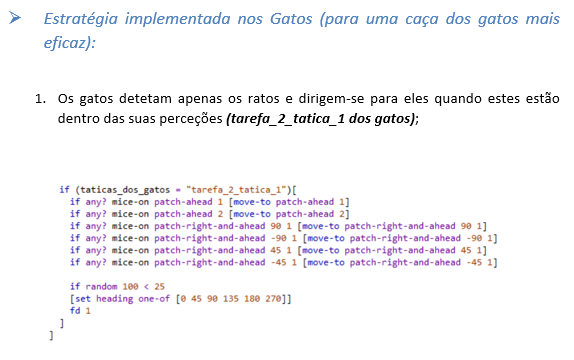 ➤ Estratégia implementada nos Gatos (para uma caça dos gatos mais
eficaz):
1. Os gatos detetam apenas os ratos e dirigem-se para eles quando estes estão
dentro das suas perceções (tarefa_2_tatica_1 dos gatos);
if (taticas_dos_gatos = "tarefa_2_tatica_1")[
if any? mice-on patch-ahead 1 [move-to patch-ahead 1]
if any? mice-on patch-ahead 2 [move-to patch-ahead 2]
if any? mice-on patch-right-and-ahead 90 1 [move-to patch-right-and-ahead 90 1]
if any? mice-on patch-right-and-ahead -90 1 [move-to patch-right-and-ahead -90 1]
if any? mice-on patch-right-and-ahead 45 1 [move-to patch-right-and-ahead 45 1]
if any? mice-on patch-right-and-ahead -45 1 [move-to patch-right-and-ahead -45 1]
if random 100 < 25
[set heading one-of [0 45 90 135 180 270]]
fd 1
]
]